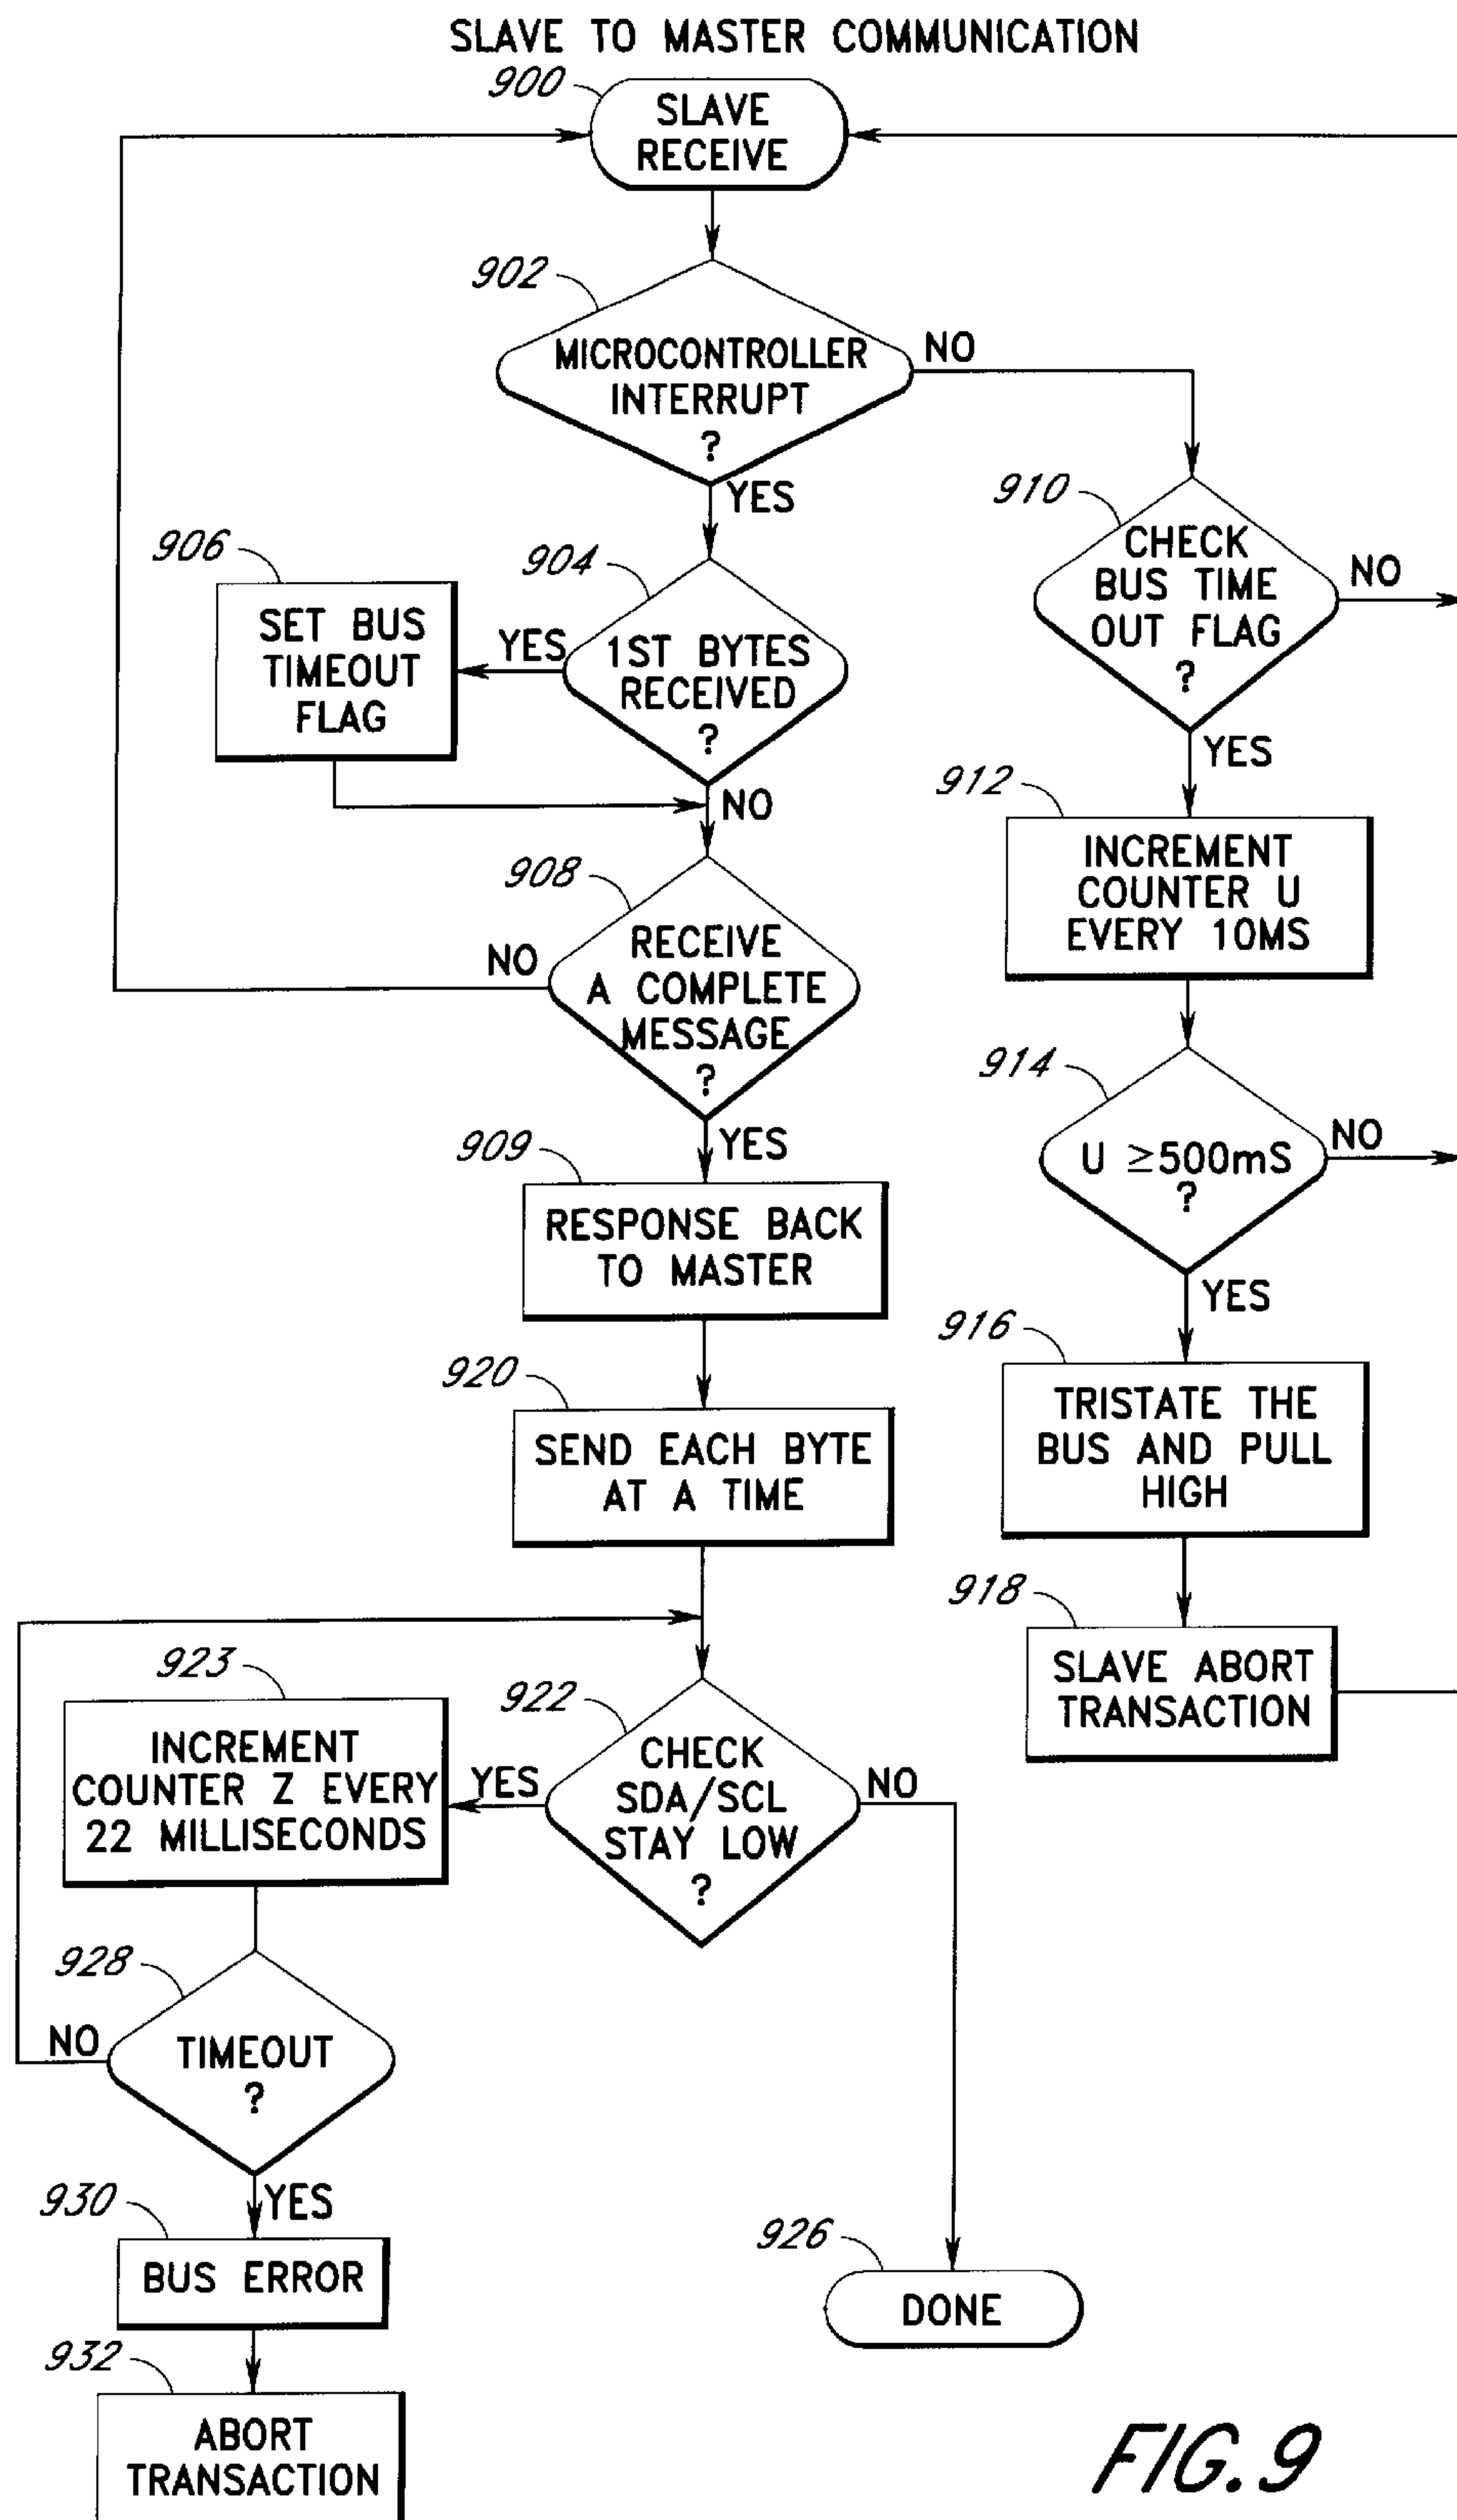 SLAVE TO MASTER COMMUNICATION
900
SLAVE
RECEIVE
902
MICROCONTROLLER
INTERRUPT
?
NO
YES
904
1ST BYTES
RECEIVED
?
YES
906
SET BUS
TIMEOUT
FLAG
NO
908
RECEIVE
A COMPLETE
MESSAGE
?
NO
YES
909
RESPONSE BACK
TO MASTER
920
SEND EACH BYTE
AT A TIME
922
CHECK
SDA/SCL
STAY LOW
?
YES
NO
923
INCREMENT
COUNTER Z EVERY
22 MILLISECONDS
928
TIMEOUT
?
NO
YES
930
BUS ERROR
932
ABORT
TRANSACTION
926
DONE
910
CHECK
BUS TIME
OUT FLAG
?
NO
YES
912
INCREMENT
COUNTER U
EVERY 10MS
914
U ≥500mS
?
NO
YES
916
TRISTATE THE
BUS AND PULL
HIGH
918
SLAVE ABORT
TRANSACTION
FIG. 9